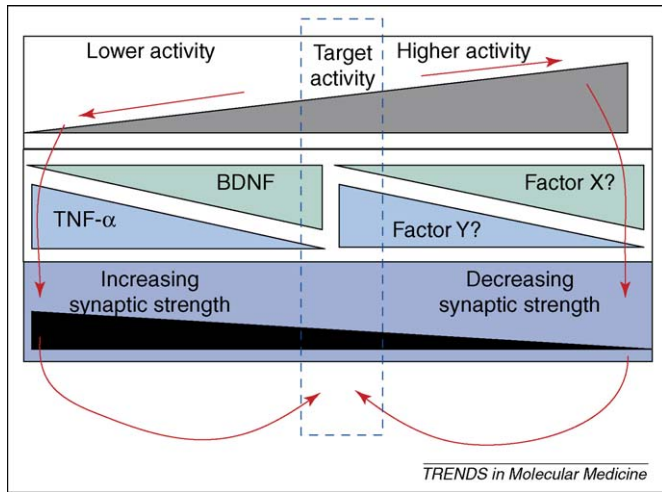 Lower activity
Target
activity
Higher activity
BDNF
TNF-α
Factor X?
Factor Y?
Increasing
synaptic strength
Decreasing
synaptic strength
TRENDS in Molecular Medicine